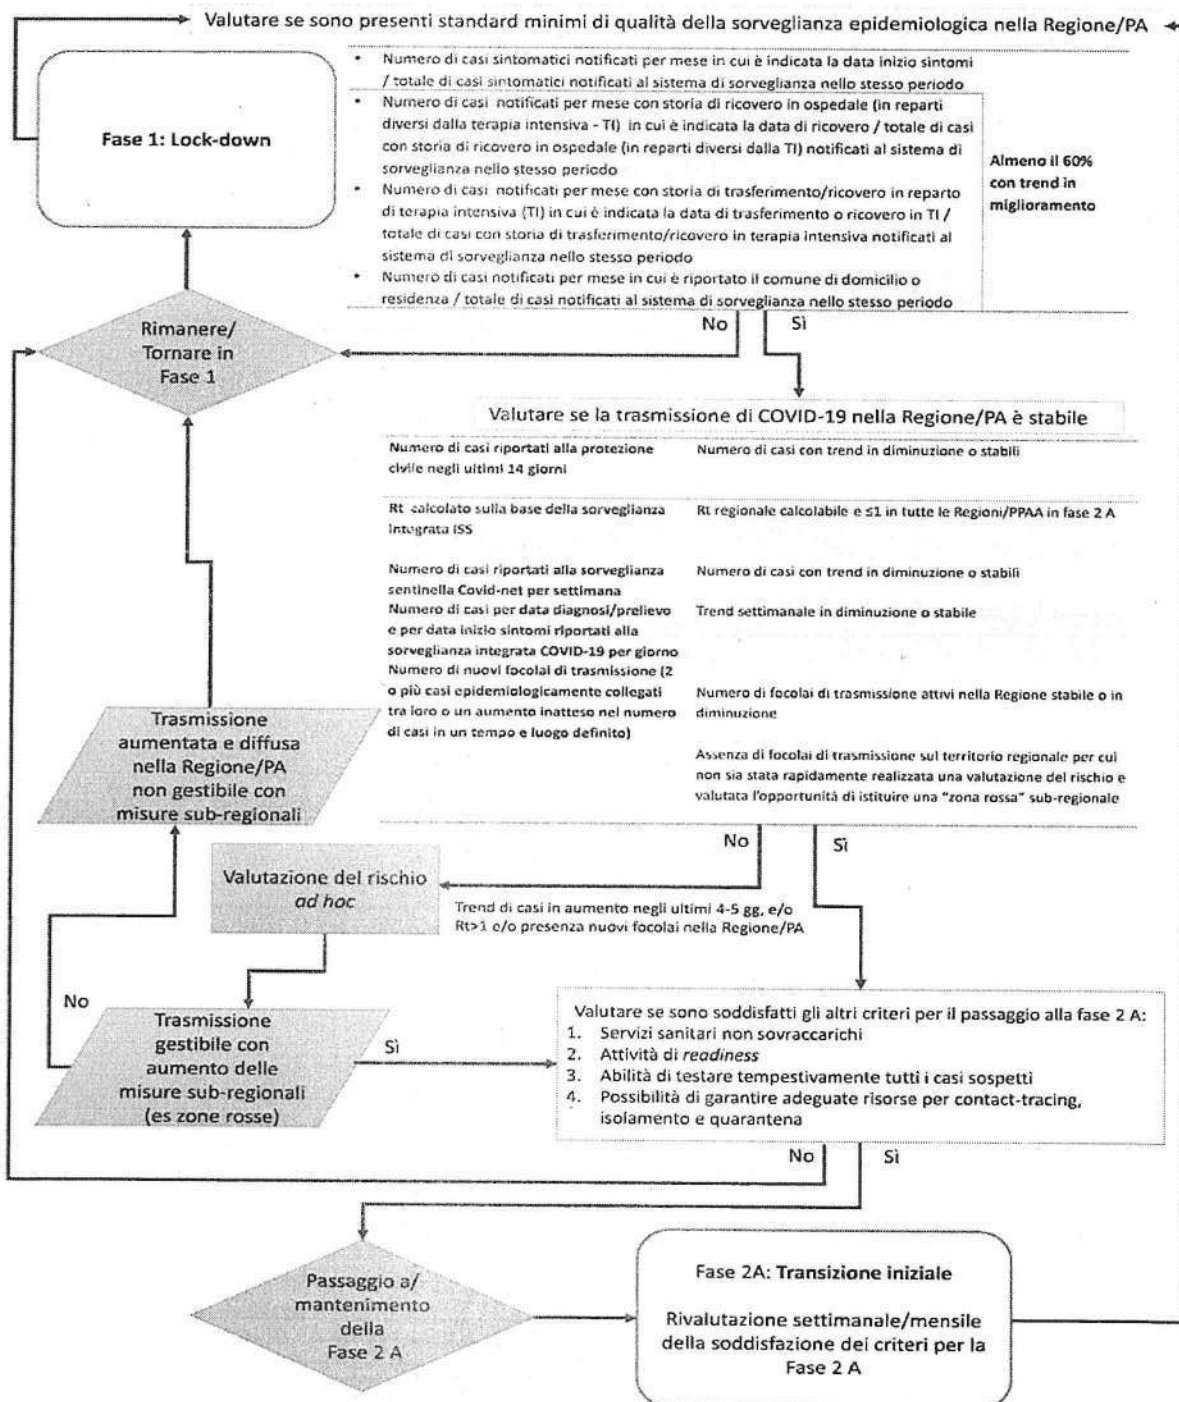 Valutare se sono presenti standard minimi di qualità della sorveglianza epidemiologica nella Regione/PA
Fase 1: Lock-down
• Numero di casi sintomatici notificati per mese in cui è indicata la data inizio sintomi
/ totale di casi sintomatici notificati al sistema di sorveglianza nello stesso periodo
• Numero di casi notificati per mese con storia di ricovero in ospedale (in reparti
diversi dalla terapia intensiva - TI) in cui è indicata la data di ricovero / totale di casi
con storia di ricovero in ospedale (in reparti diversi dalla TI) notificati al sistema di
sorveglianza nello stesso periodo
• Numero di casi notificati per mese con storia di trasferimento/ricovero in reparto
di terapia intensiva (TI) in cui è indicata la data di trasferimento o ricovero in TI /
totale di casi con storia di trasferimento/ricovero in terapia intensiva notificati al
sistema di sorveglianza nello stesso periodo
• Numero di casi notificati per mese in cui è riportato il comune di domicilio o
residenza / totale di casi notificati al sistema di sorveglianza nello stesso periodo
Almeno il 60%
con trend in
miglioramento
No
Sì
Rimanere/
Tornare in
Fase 1
Valutare se la trasmissione di COVID-19 nella Regione/PA è stabile
Numero di casi riportati alla protezione
civile negli ultimi 14 giorni
Numero di casi con trend in diminuzione o stabili
Rt calcolato sulla base della sorveglianza
integrata ISS
Rt regionale calcolabile e ≤1 in tutte le Regioni/PPAA in fase 2 A
Numero di casi riportati alla sorveglianza
sentinella Covid-net per settimana
Numero di casi con trend in diminuzione o stabili
Numero di casi per data diagnosi/prelievo
e per data inizio sintomi riportati alla
sorveglianza integrata COVID-19 per giorno
Trend settimanale in diminuzione o stabile
Numero di nuovi focolai di trasmissione (2
o più casi epidemiologicamente collegati
tra loro o un aumento inatteso nel numero
di casi in un tempo e luogo definito)
Numero di focolai di trasmissione attivi nella Regione stabile o in
diminuzione
Assenza di focolai di trasmissione sul territorio regionale per cui
non sia stata rapidamente realizzata una valutazione del rischio e
valutata l'opportunità di istituire una "zona rossa" sub-regionale
No
Sì
Trasmissione
aumentata e diffusa
nella Regione/PA
non gestibile con
misure sub-regionali
Valutazione del rischio
ad hoc
Trend di casi in aumento negli ultimi 4-5 gg, e/o
Rt>1 e/o presenza nuovi focolai nella Regione/PA
No
Trasmissione
gestibile con
aumento delle
misure sub-regionali
(es zone rosse)
Sì
Valutare se sono soddisfatti gli altri criteri per il passaggio alla fase 2 A:
1. Servizi sanitari non sovraccarichi
2. Attività di readiness
3. Abilità di testare tempestivamente tutti i casi sospetti
4. Possibilità di garantire adeguate risorse per contact-tracing,
isolamento e quarantena
No
Sì
Passaggio a/
mantenimento
della
Fase 2 A
Fase 2A: Transizione iniziale
Rivalutazione settimanale/mensile
della soddisfazione dei criteri per la
Fase 2 A